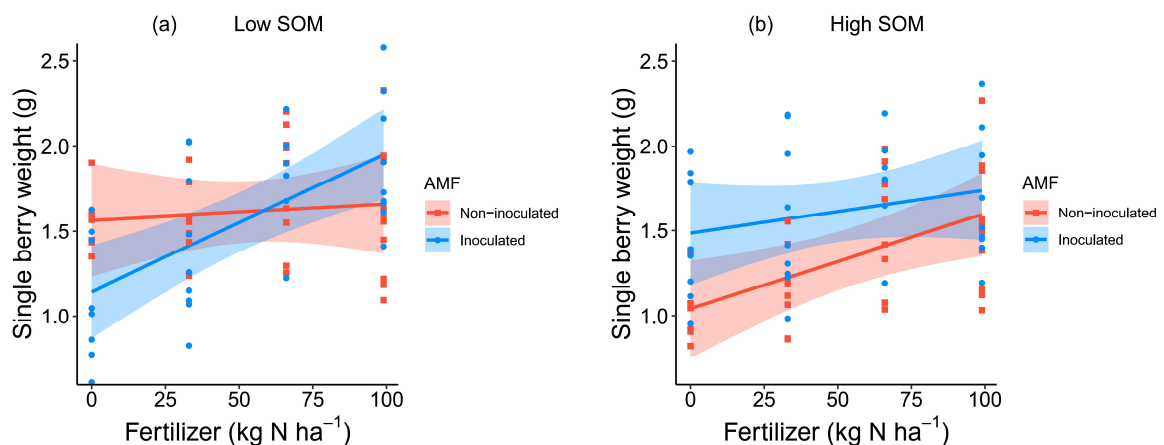 (a) Low SOM
Single berry weight (g)
2.5
2.0
1.5
1.0
0 25 50 75 100
Fertilizer (kg N ha⁻¹)
AMF
Non-inoculated
Inoculated
(b) High SOM
Single berry weight (g)
2.5
2.0
1.5
1.0
0 25 50 75 100
Fertilizer (kg N ha⁻¹)
AMF
Non-inoculated
Inoculated